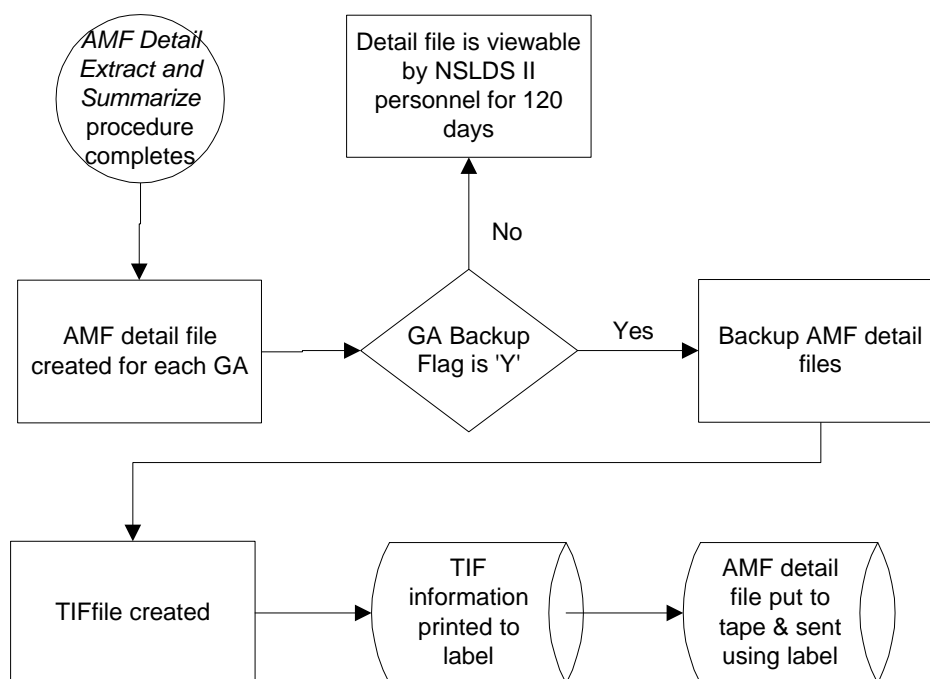 AMF Detail
Extract and
Summarize
procedure
completes
Detail file is viewable
by NSLDS II
personnel for 120
days
No
AMF detail file
created for each GA
GA Backup
Flag is 'Y'
Yes
Backup AMF detail
files
TIFfile created
TIF
information
printed to
label
AMF detail
file put to
tape & sent
using label